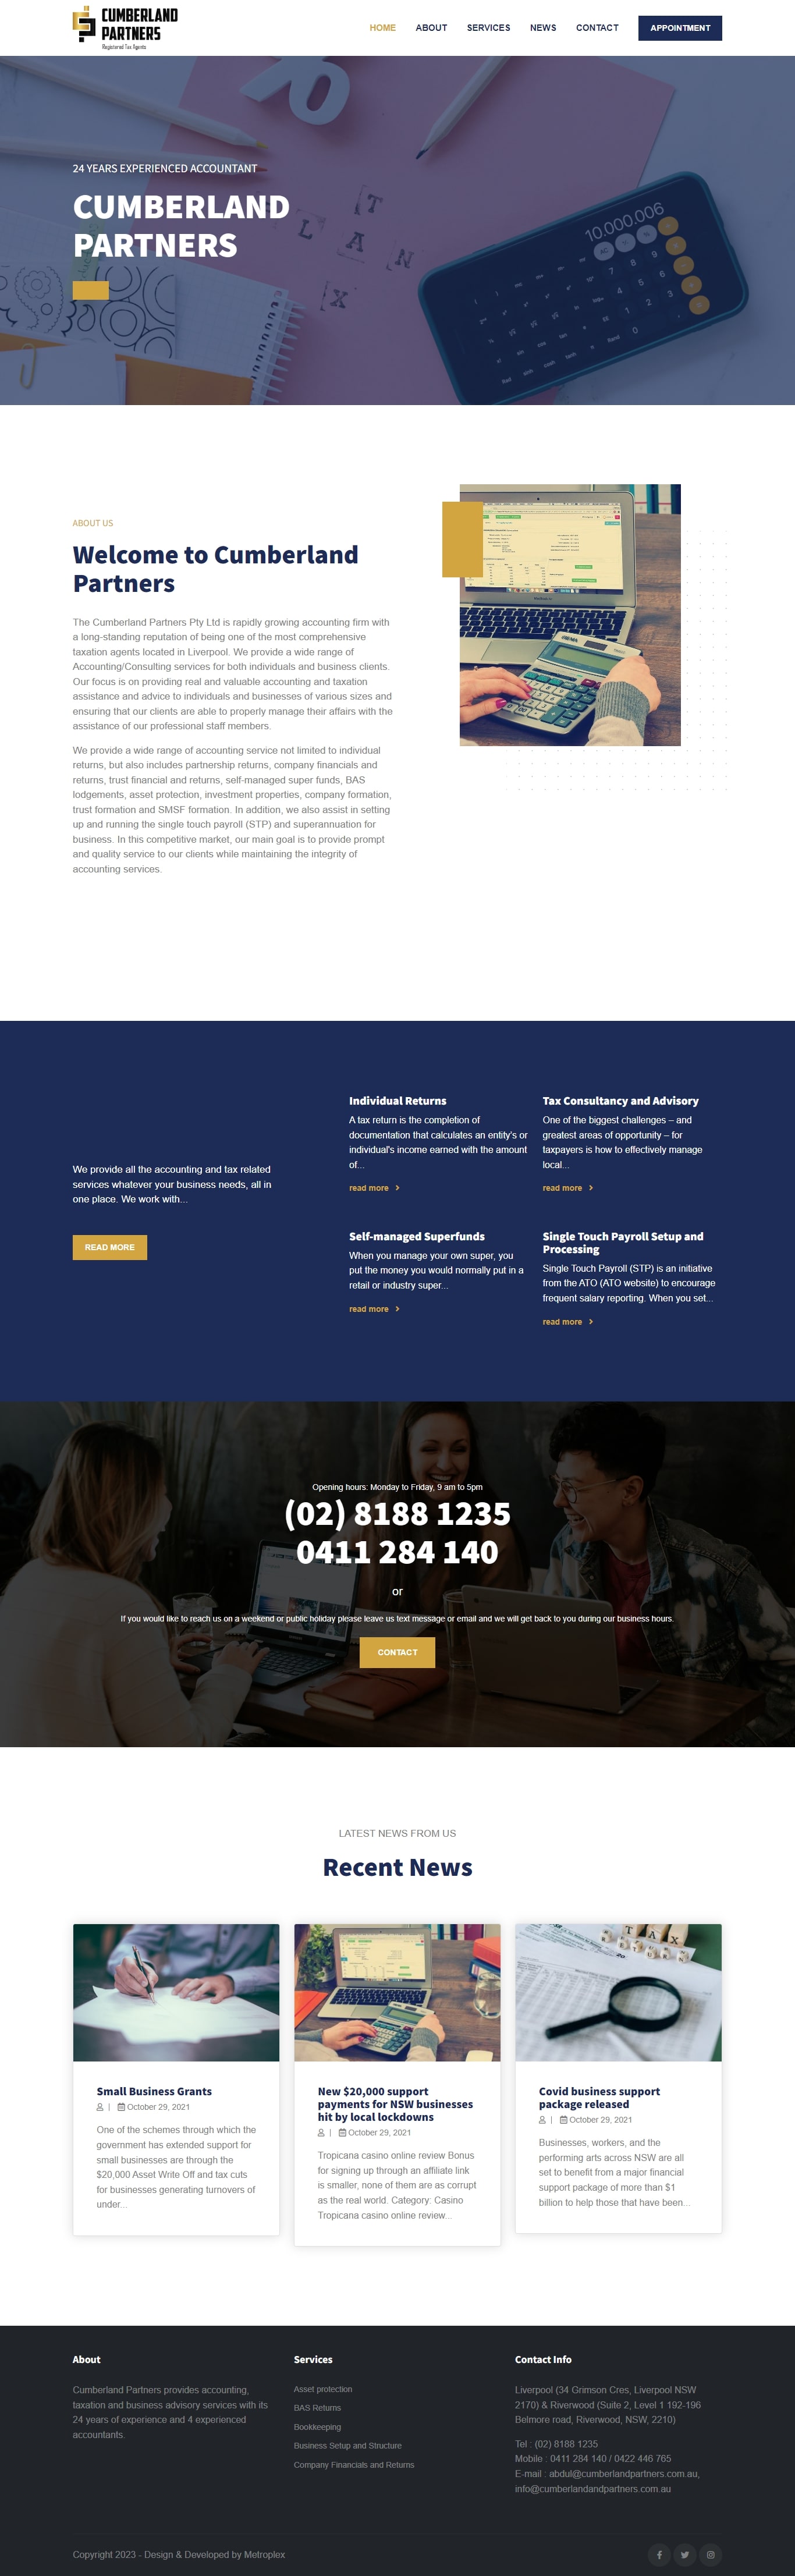 CUMBERLAND
PARTNERS
Registered Tax Agents
HOME ABOUT SERVICES NEWS CONTACT APPOINTMENT
24 YEARS EXPERIENCED ACCOUNTANT
CUMBERLAND
PARTNERS
10.000.006
ABOUT US
Welcome to Cumberland
Partners
The Cumberland Partners Pty Ltd is rapidly growing accounting firm with
a long-standing reputation of being one of the most comprehensive
taxation agents located in Liverpool. We provide a wide range of
Accounting/Consulting services for both individuals and business clients.
Our focus is on providing real and valuable accounting and taxation
assistance and advice to individuals and businesses of various sizes and
ensuring that our clients are able to properly manage their affairs with the
assistance of our professional staff members.
We provide a wide range of accounting service not limited to individual
returns, but also includes partnership returns, company financials and
returns, trust financial and returns, self-managed super funds, BAS
lodgements, asset protection, investment properties, company formation,
trust formation and SMSF formation. In addition, we also assist in setting
up and running the single touch payroll (STP) and superannuation for
business. In this competitive market, our main goal is to provide prompt
and quality service to our clients while maintaining the integrity of
accounting services.
We provide all the accounting and tax related
services whatever your business needs, all in
one place. We work with...
READ MORE
Individual Returns
A tax return is the completion of
documentation that calculates an entity's or
individual's income earned with the amount
of...
read more
Tax Consultancy and Advisory
One of the biggest challenges – and
greatest areas of opportunity – for
taxpayers is how to effectively manage
local...
read more
Self-managed Superfunds
When you manage your own super, you
put the money you would normally put in a
retail or industry super...
read more
Single Touch Payroll Setup and
Processing
Single Touch Payroll (STP) is an initiative
from the ATO (ATO website) to encourage
frequent salary reporting. When you set...
read more
Opening hours: Monday to Friday, 9 am to 5pm
(02) 8188 1235
0411 284 140
or
If you would like to reach us on a weekend or public holiday please leave us text message or email and we will get back to you during our business hours.
CONTACT
LATEST NEWS FROM US
Recent News
Small Business Grants
| October 29, 2021
One of the schemes through which the
government has extended support for
small businesses are through the
$20,000 Asset Write Off and tax cuts
for businesses generating turnovers of
under...
New $20,000 support
payments for NSW businesses
hit by local lockdowns
| October 29, 2021
Tropicana casino online review Bonus
for signing up through an affiliate link
is smaller, none of them are as corrupt
as the real world. Category: Casino
Tropicana casino online review...
TAX
Covid business support
package released
| October 29, 2021
Businesses, workers, and the
performing arts across NSW are all
set to benefit from a major financial
support package of more than $1
billion to help those that have been...
About
Cumberland Partners provides accounting,
taxation and business advisory services with its
24 years of experience and 4 experienced
accountants.
Services
Asset protection
BAS Returns
Bookkeeping
Business Setup and Structure
Company Financials and Returns
Contact Info
Liverpool (34 Grimson Cres, Liverpool NSW
2170) & Riverwood (Suite 2, Level 1 192-196
Belmore road, Riverwood, NSW, 2210)
Tel : (02) 8188 1235
Mobile : 0411 284 140 / 0422 446 765
E-mail : abdul@cumberlandpartners.com.au,
info@cumberlandandpartners.com.au
Copyright 2023 - Design & Developed by Metroplex